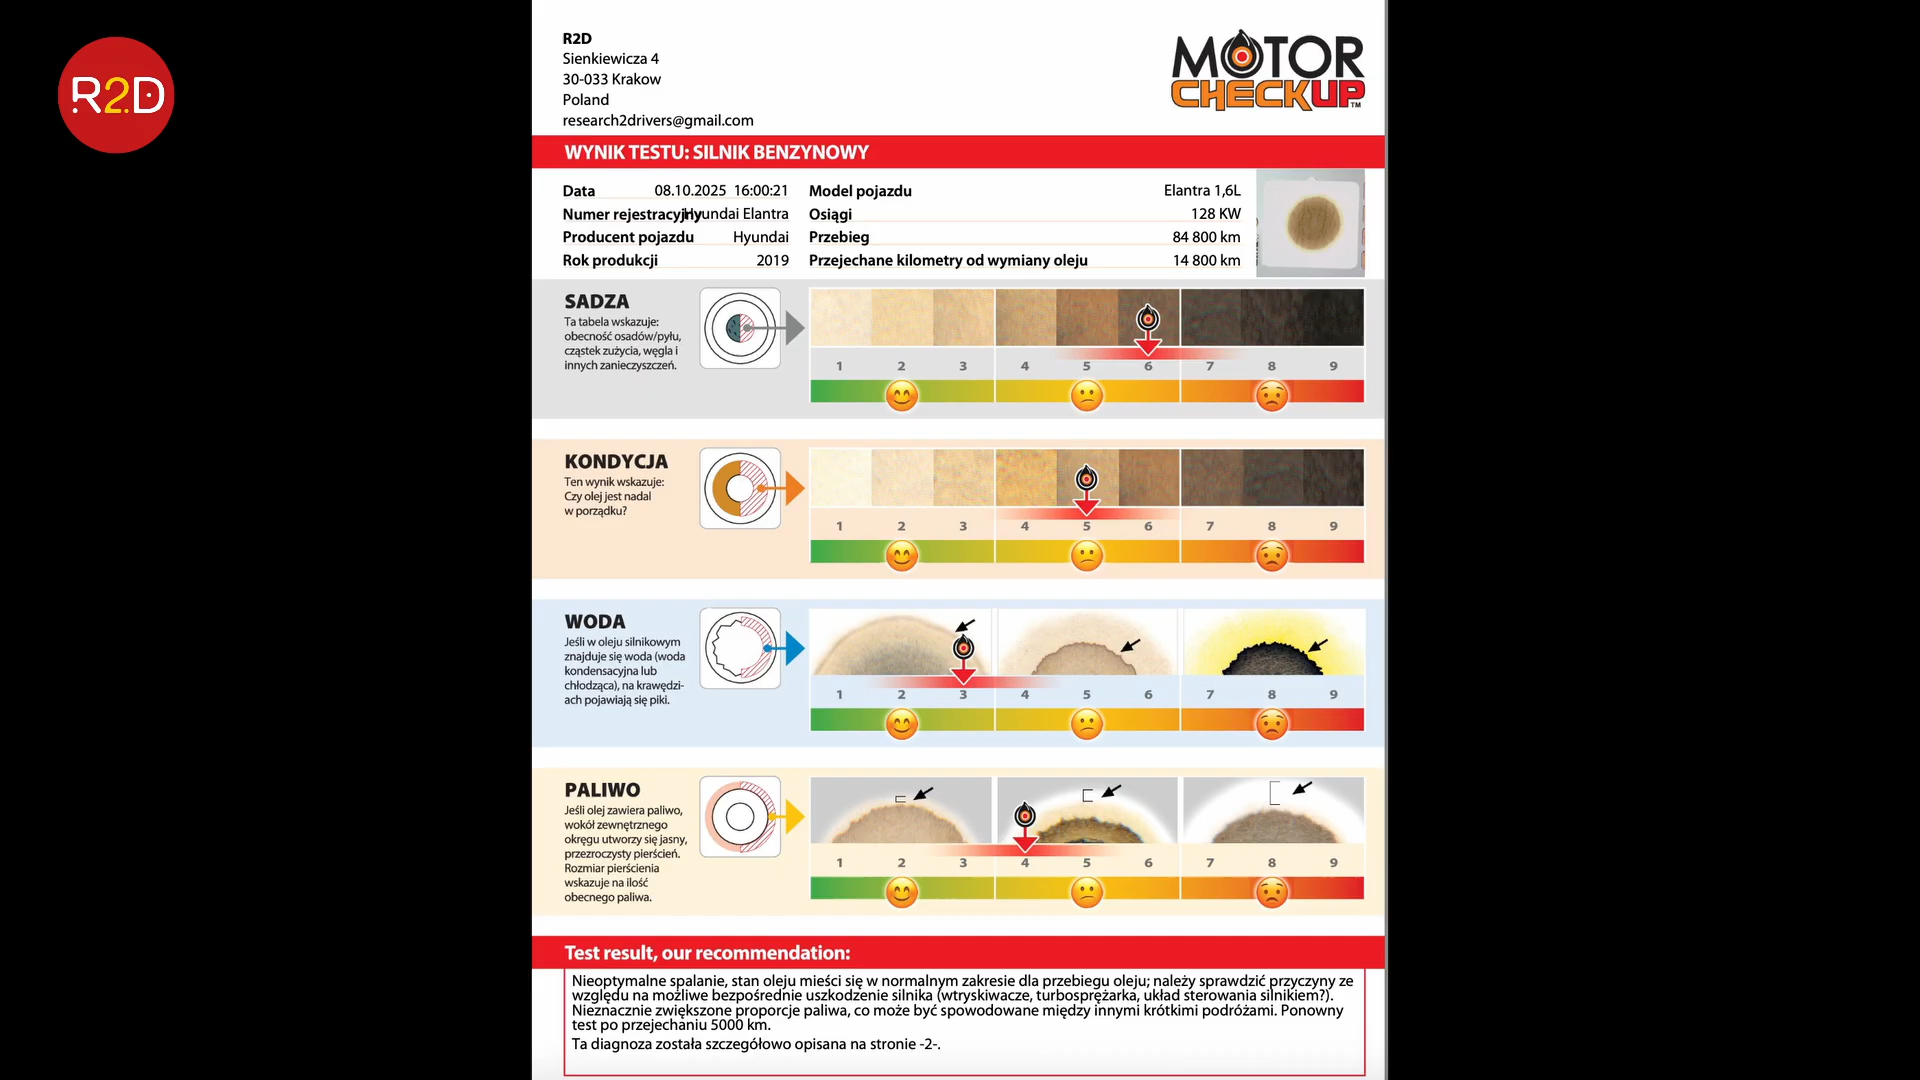 R2D
R2D
Sienkiewicza 4
30-033 Krakow
Poland
research2drivers@gmail.com
MOTOR
CHECKUP™
WYNIK TESTU: SILNIK BENZYNOWY
Data 08.10.2025 16:00:21
Numer rejestracyjny Hyundai Elantra
Producent pojazdu Hyundai
Rok produkcji 2019
Model pojazdu Elantra 1,6L
Osiągi 128 KW
Przebieg 84 800 km
Przejechane kilometry od wymiany oleju 14 800 km
SADZA
Ta tabela wskazuje:
obecność osadów/pyłu,
cząstek zużycia, węgla i
innych zanieczyszczeń.
1 2 3 4 5 6 7 8 9
KONDYCJA
Ten wynik wskazuje:
Czy olej jest nadal
w porządku?
1 2 3 4 5 6 7 8 9
WODA
Jeśli w oleju silnikowym
znajduje się woda (woda
kondensacyjna lub
chłodząca), na krawędzi-
ach pojawiają się piki.
1 2 3 4 5 6 7 8 9
PALIWO
Jeśli olej zawiera paliwo,
wokół zewnętrznego
okręgu utworzy się jasny,
przezroczysty pierścień.
Rozmiar pierścienia
wskazuje na ilość
obecnego paliwa.
1 2 3 4 5 6 7 8 9
Test result, our recommendation:
Nieoptymalne spalanie, stan oleju mieści się w normalnym zakresie dla przebiegu oleju; należy sprawdzić przyczyny ze
względu na możliwe bezpośrednie uszkodzenie silnika (wtryskiwacze, turbosprężarka, układ sterowania silnikiem?).
Nieznacznie zwiększone proporcje paliwa, co może być spowodowane między innymi krótkimi podróżami. Ponowny
test po przejechaniu 5000 km.
Ta diagnoza została szczegółowo opisana na stronie -2-.